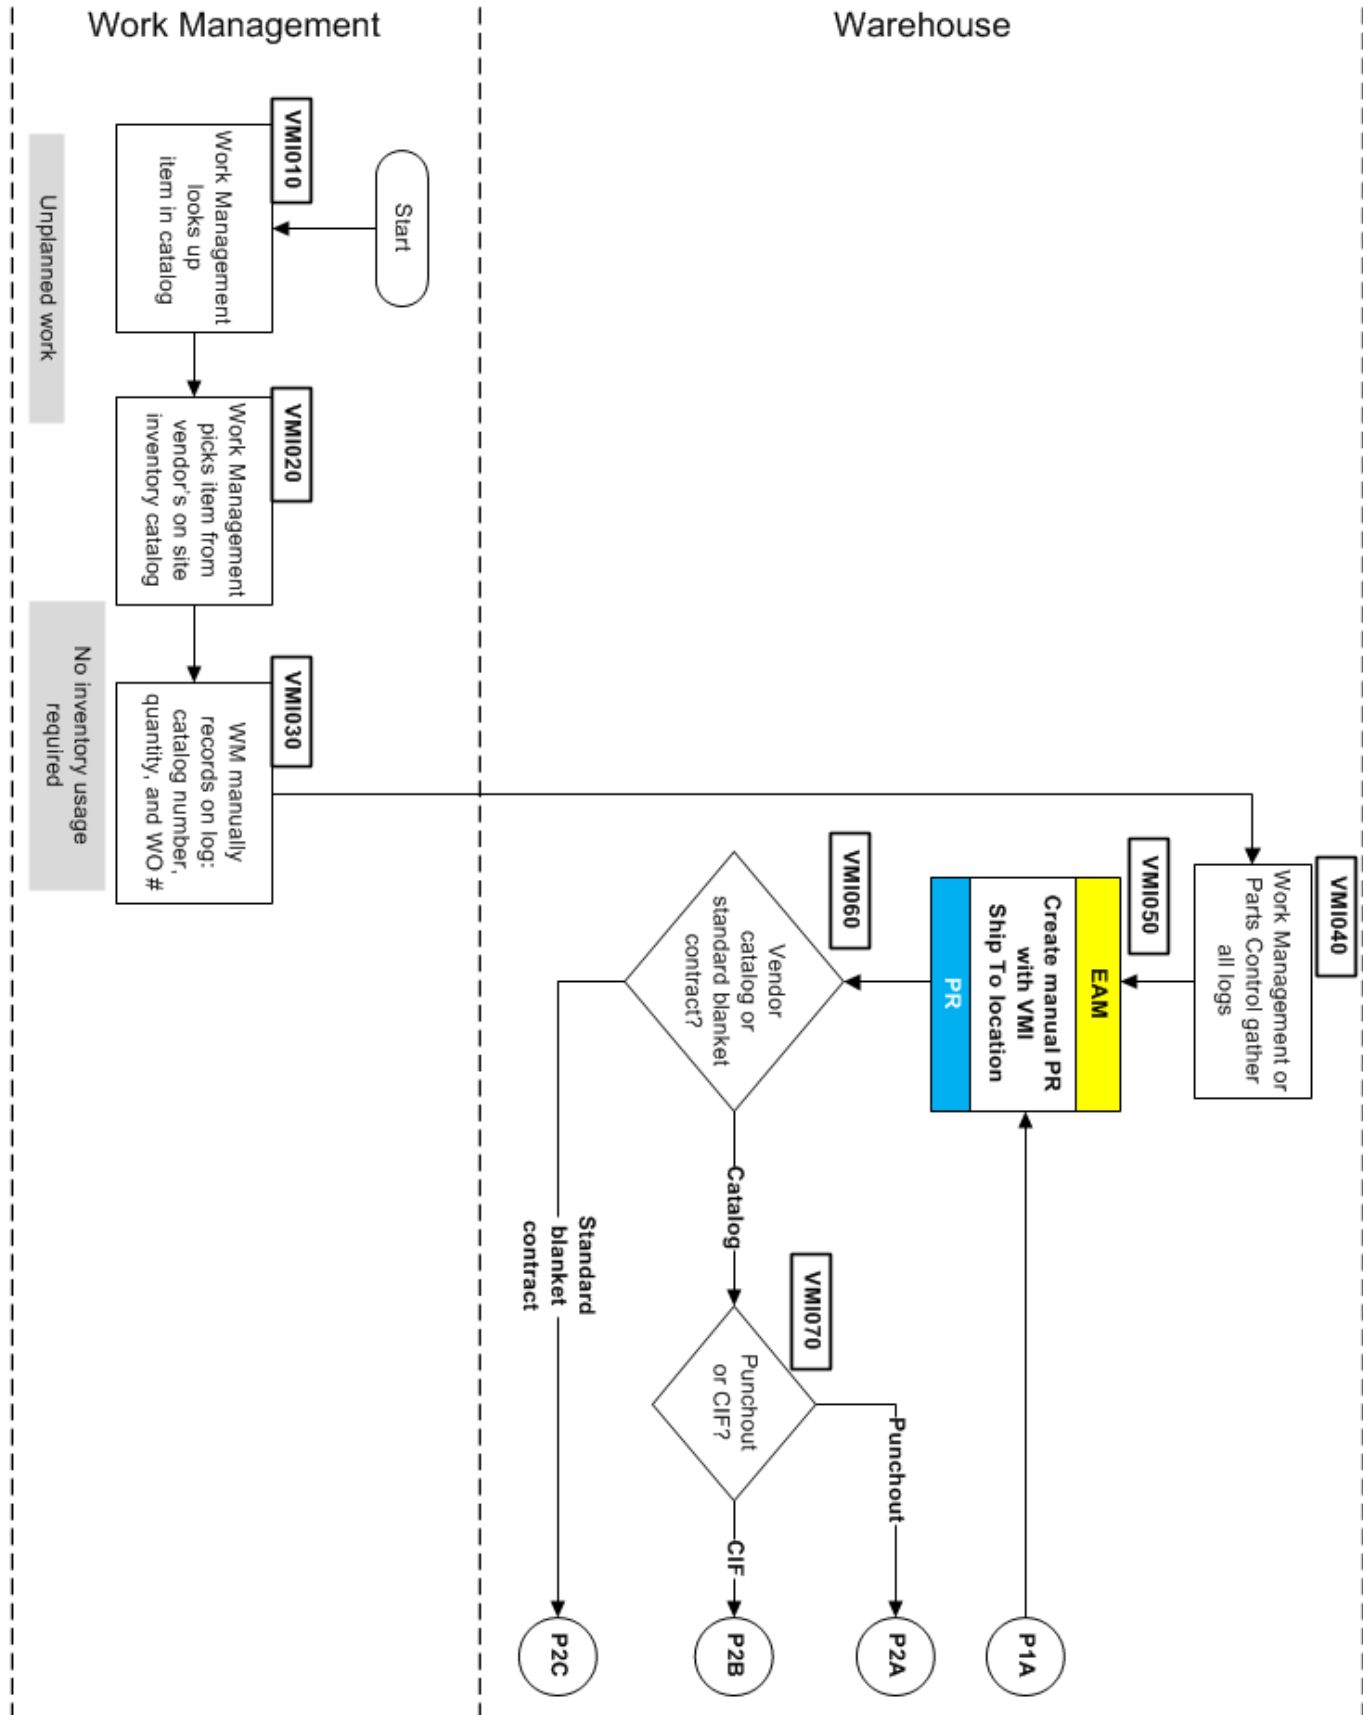 Work Management
Warehouse
Start
VMI010
Work Management
looks up
item in catalog
Unplanned work
VMI020
Work Management
picks item from
vendor's on site
inventory catalog
VMI030
WM manually
records on log:
catalog number,
quantity, and WO #
No inventory usage
required
VMI040
Work Management or
Parts Control gather
all logs
VMI050
EAM
Create manual PR
with VMI
Ship To location
PR
VMI060
Vendor
catalog or
standard blanket
contract?
Catalog
Standard
blanket
contract
VMI070
Punchout
or CIF?
Punchout
CIF
P1A
P2A
P2B
P2C